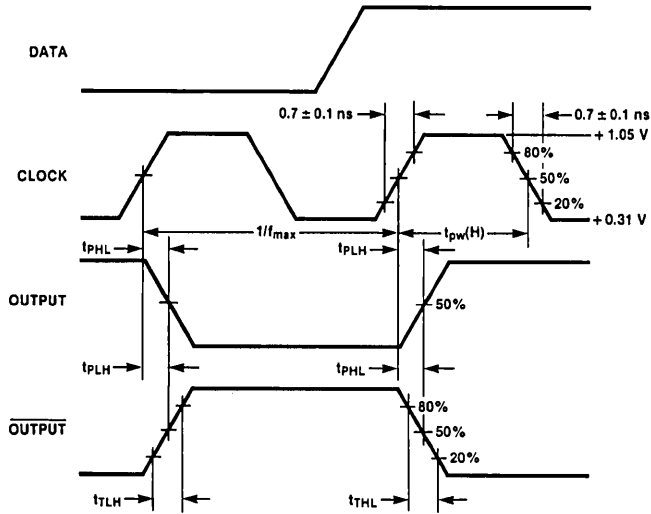 DATA
0.7 ± 0.1 ns
0.7 ± 0.1 ns
+ 1.05 V
80%
CLOCK
50%
20%
+ 0.31 V
1/fmax
tpw(H)
tPHL
tPLH
OUTPUT
50%
tPLH
tPHL
80%
OUTPUT
50%
20%
tTLH
tTHL